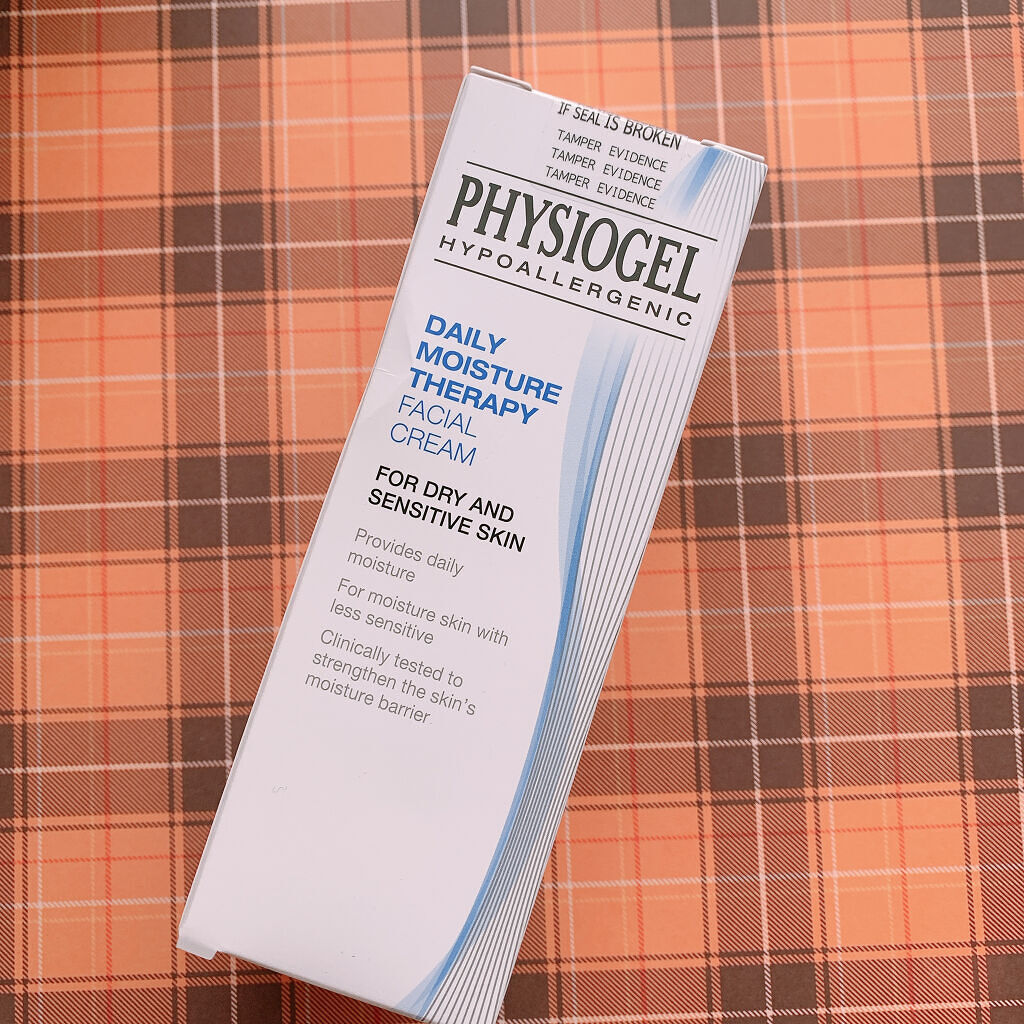 IF SEAL IS BROKEN
TAMPER EVIDENCE
TAMPER EVIDENCE
TAMPER EVIDENCE
PHYSIOGEL
HYPOALLERGENIC
DAILY
MOISTURE
THERAPY
FACIAL
CREAM
FOR DRY AND
SENSITIVE SKIN
Provides daily
moisture
For moisture skin with
less sensitive
Clinically tested to
strengthen the skin's
moisture barrier